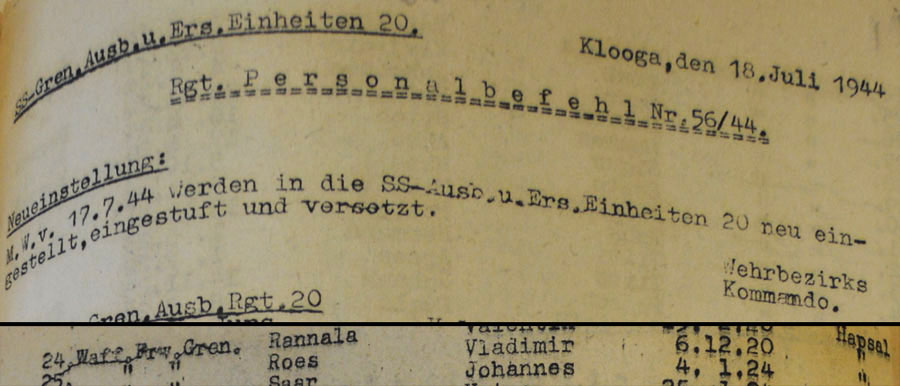 SS-Gren.Ausb.u.Ers.Einheiten 20.
Klooga,den 18.Juli 1944
Rgt. P e r s o n a l b e f e h l Nr.56/44.
Neueinstellung:
M.W.v. 17.7.44 werden in die SS-Ausb.u.Ers.Einheiten 20 neu ein-
gestellt,eingestuft und versetzt.
Wehrbezirks
Kommando.
Gren.Ausb.Rgt.20
24.Waff.Frw.Gren. Rannala Vladimir 6.12.20 Hapsal
25. " " Roes Johannes 4. 1.24 "
Saar